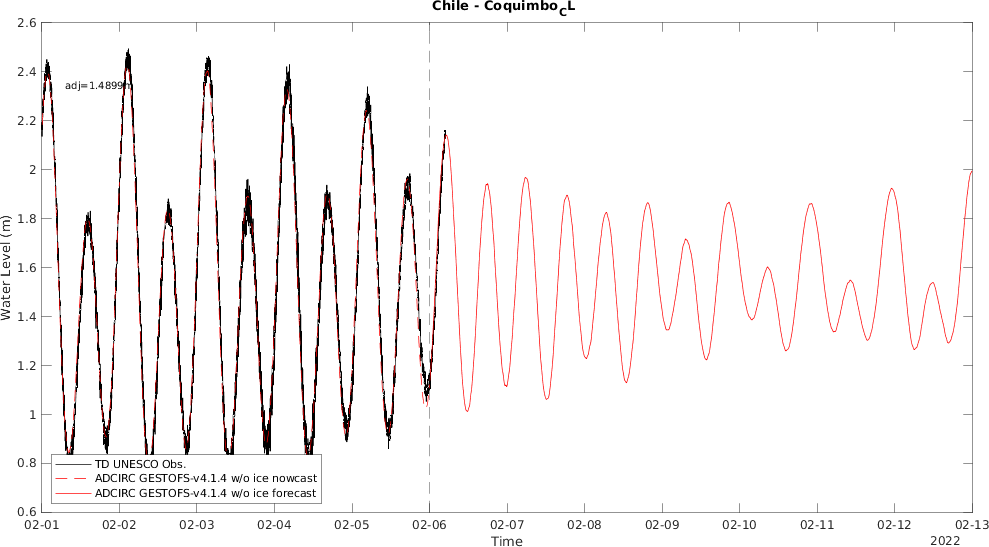 Chile - Coquimbo_CL
2.6
2.4
adj=1.4899m
2.2
2
1.8
1.6
Water Level (m)
1.4
1.2
1
0.8
0.6
TD UNESCO Obs.
ADCIRC GESTOFS-v4.1.4 w/o ice nowcast
ADCIRC GESTOFS-v4.1.4 w/o ice forecast
02-01 02-02 02-03 02-04 02-05 02-06 02-07 02-08 02-09 02-10 02-11 02-12 02-13
Time
2022